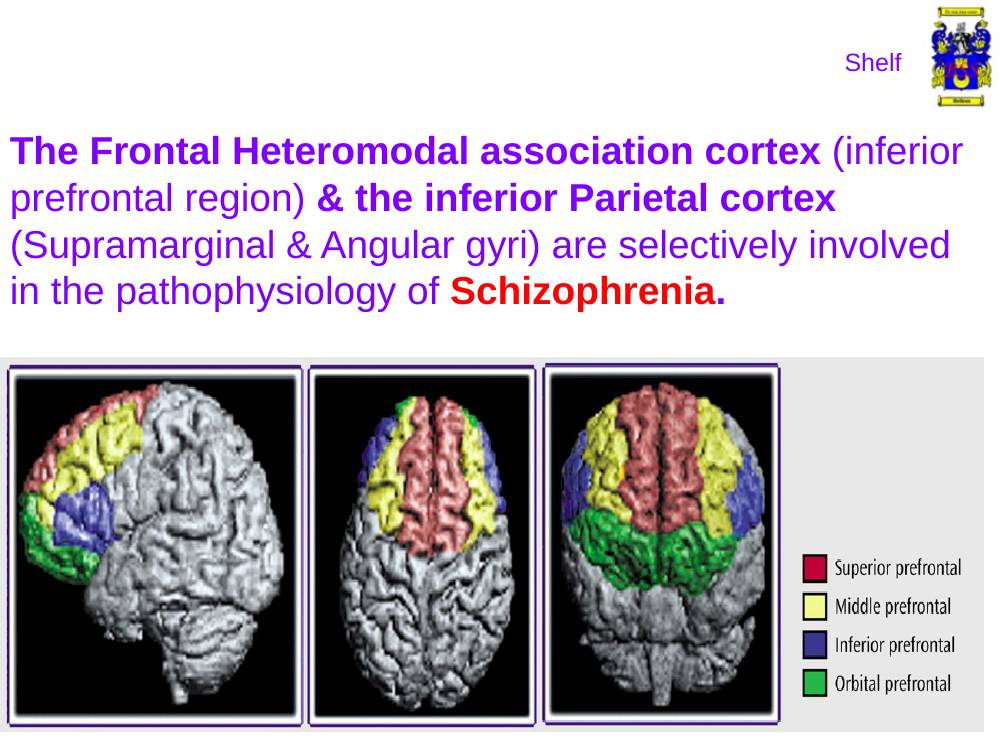 Shelf
The Frontal Heteromodal association cortex (inferior
prefrontal region) & the inferior Parietal cortex
(Supramarginal & Angular gyri) are selectively involved
in the pathophysiology of Schizophrenia.
Superior prefrontal
Middle prefrontal
Inferior prefrontal
Orbital prefrontal